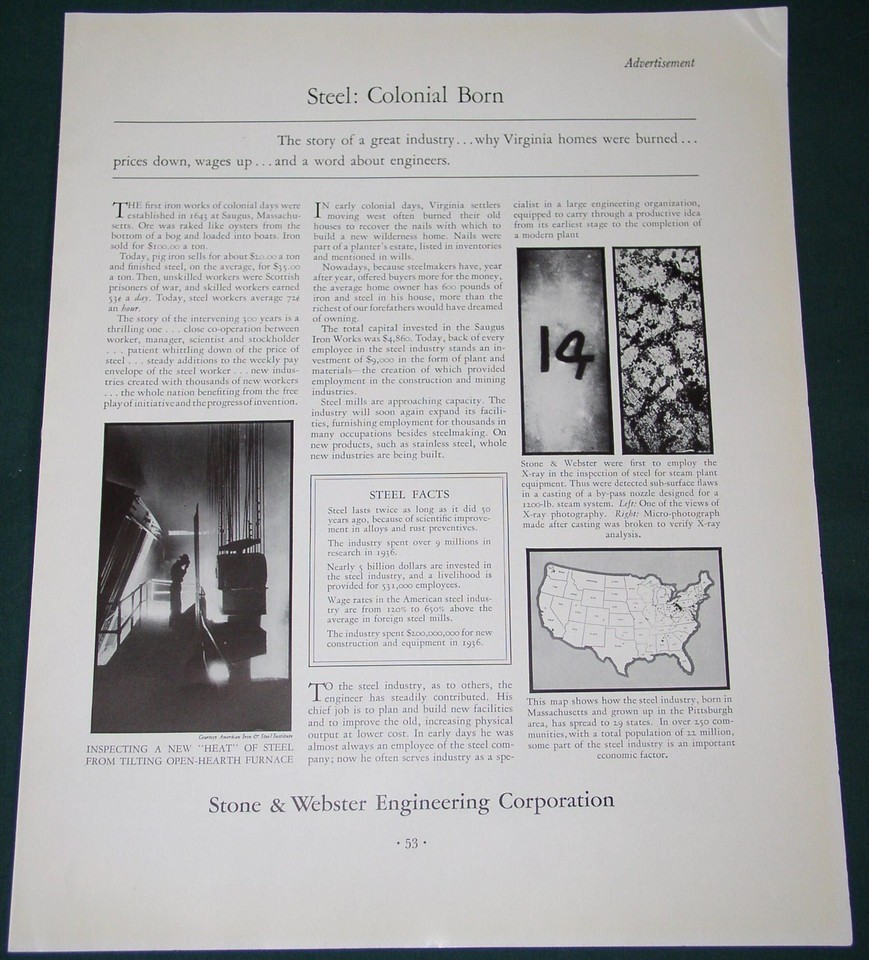 Advertisement
Steel: Colonial Born
The story of a great industry...why Virginia homes were burned...
prices down, wages up...and a word about engineers.
THE first iron works of colonial days were
established in 1643 at Saugus, Massachu-
setts. Ore was raked like oysters from the
bottom of a bog and loaded into boats. Iron
sold for $100.00 a ton.
Today, pig iron sells for about $20.00 a ton
and finished steel, on the average, for $35.00
a ton. Then, unskilled workers were Scottish
prisoners of war, and skilled workers earned
53¢ a day. Today, steel workers average 72¢
an hour.
The story of the intervening 300 years is a
thrilling one . . . close co-operation between
worker, manager, scientist and stockholder
. . . patient whittling down of the price of
steel . . . steady additions to the weekly pay
envelope of the steel worker . . . new indus-
tries created with thousands of new workers
. . . the whole nation benefiting from the free
play of initiative and the progress of invention.
Courtesy American Iron & Steel Institute
INSPECTING A NEW "HEAT" OF STEEL
FROM TILTING OPEN-HEARTH FURNACE
IN early colonial days, Virginia settlers
moving west often burned their old
houses to recover the nails with which to
build a new wilderness home. Nails were
part of a planter's estate, listed in inventories
and mentioned in wills.
Nowadays, because steelmakers have, year
after year, offered buyers more for the money,
the average home owner has 600 pounds of
iron and steel in his house, more than the
richest of our forefathers would have dreamed
of owning.
The total capital invested in the Saugus
Iron Works was $4,860. Today, back of every
employee in the steel industry stands an in-
vestment of $9,000 in the form of plant and
materials—the creation of which provided
employment in the construction and mining
industries.
Steel mills are approaching capacity. The
industry will soon again expand its facili-
ties, furnishing employment for thousands in
many occupations besides steelmaking. On
new products, such as stainless steel, whole
new industries are being built.
STEEL FACTS
Steel lasts twice as long as it did 50
years ago, because of scientific improve-
ment in alloys and rust preventives.
The industry spent over 9 millions in
research in 1936.
Nearly 5 billion dollars are invested in
the steel industry, and a livelihood is
provided for 531,000 employees.
Wage rates in the American steel indus-
try are from 120% to 650% above the
average in foreign steel mills.
The industry spent $200,000,000 for new
construction and equipment in 1936.
TO the steel industry, as to others, the
engineer has steadily contributed. His
chief job is to plan and build new facilities
and to improve the old, increasing physical
output at lower cost. In early days he was
almost always an employee of the steel com-
pany; now he often serves industry as a spe-
cialist in a large engineering organization,
equipped to carry through a productive idea
from its earliest stage to the completion of
a modern plant
14
Stone & Webster were first to employ the
X-ray in the inspection of steel for steam plant
equipment. Thus were detected sub-surface flaws
in a casting of a by-pass nozzle designed for a
1200-lb. steam system. Left: One of the views of
X-ray photography. Right: Micro-photograph
made after casting was broken to verify X-ray
analysis.
This map shows how the steel industry, born in
Massachusetts and grown up in the Pittsburgh
area, has spread to 29 states. In over 250 com-
munities, with a total population of 22 million,
some part of the steel industry is an important
economic factor.
Stone & Webster Engineering Corporation
· 53 ·